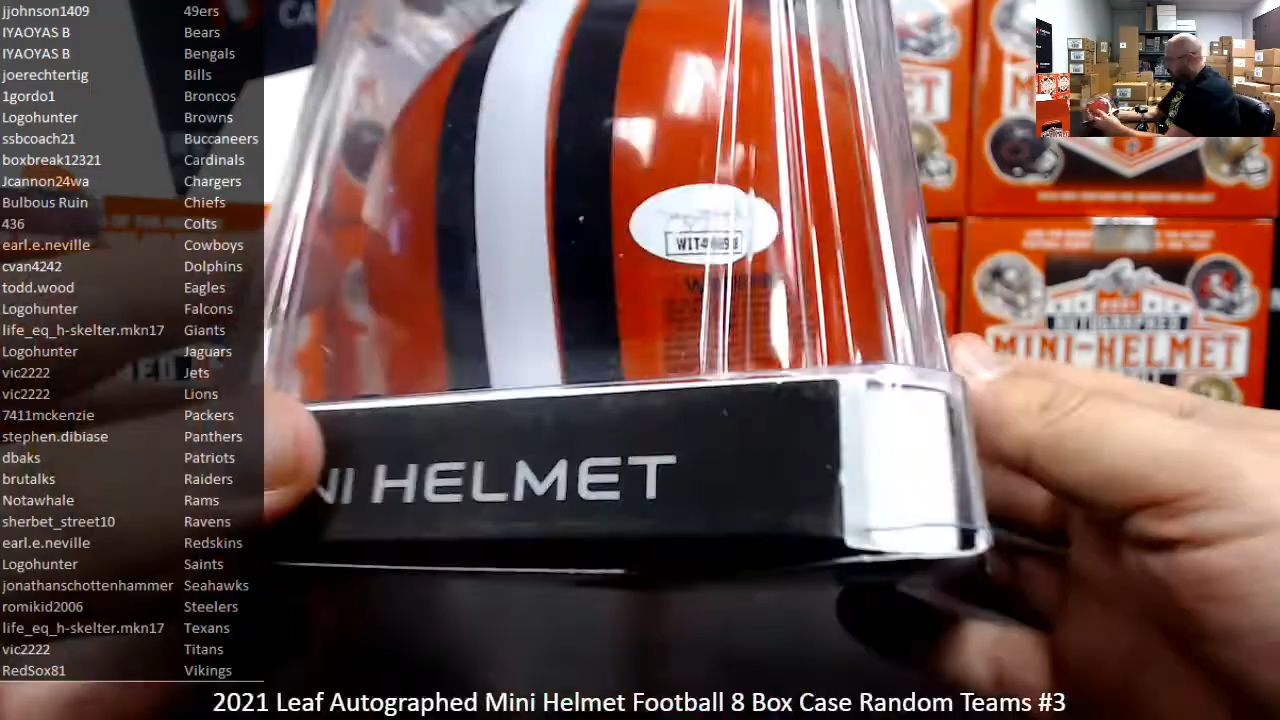 jjohnson1409 49ers
IYAOYAS B Bears
IYAOYAS B Bengals
joerechtertig Bills
1gordo1 Broncos
Logohunter Browns
ssbcoach21 Buccaneers
boxbreak12321 Cardinals
Jcannon24wa Chargers
Bulbous Ruin Chiefs
436 Colts
earl.e.neville Cowboys
cvan4242 Dolphins
todd.wood Eagles
Logohunter Falcons
life_eq_h-skelter.mkn17 Giants
Logohunter Jaguars
vic2222 Jets
vic2222 Lions
7411mckenzie Packers
stephen.dibiase Panthers
dbaks Patriots
brutalks Raiders
Notawhale Rams
sherbet_street10 Ravens
earl.e.neville Redskins
Logohunter Saints
jonathanschottenhammer Seahawks
romikid2006 Steelers
life_eq_h-skelter.mkn17 Texans
vic2222 Titans
RedSox81 Vikings
NI HELMET
AUTOGRAPHED
MINI-HELMET
2021 Leaf Autographed Mini Helmet Football 8 Box Case Random Teams #3